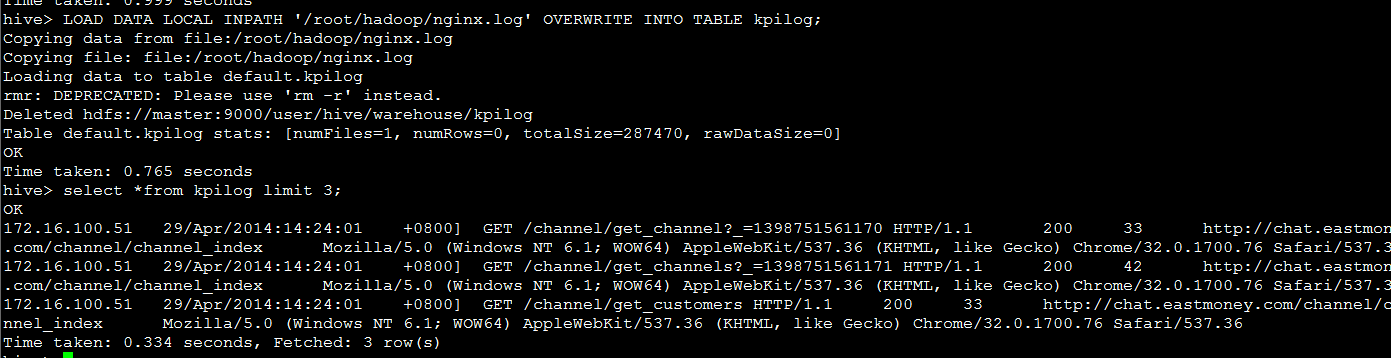 Time taken: 0.999 seconds
hive> LOAD DATA LOCAL INPATH '/root/hadoop/nginx.log' OVERWRITE INTO TABLE kpilog;
Copying data from file:/root/hadoop/nginx.log
Copying file: file:/root/hadoop/nginx.log
Loading data to table default.kpilog
rmr: DEPRECATED: Please use 'rm -r' instead.
Deleted hdfs://master:9000/user/hive/warehouse/kpilog
Table default.kpilog stats: [numFiles=1, numRows=0, totalSize=287470, rawDataSize=0]
OK
Time taken: 0.765 seconds
hive> select *from kpilog limit 3;
OK
172.16.100.51 29/Apr/2014:14:24:01 +0800] GET /channel/get_channel?_=1398751561170 HTTP/1.1 200 33 http://chat.eastmoney
.com/channel/channel_index Mozilla/5.0 (Windows NT 6.1; WOW64) AppleWebKit/537.36 (KHTML, like Gecko) Chrome/32.0.1700.76 Safari/537.3
172.16.100.51 29/Apr/2014:14:24:01 +0800] GET /channel/get_channels?_=1398751561171 HTTP/1.1 200 42 http://chat.eastmoney
.com/channel/channel_index Mozilla/5.0 (Windows NT 6.1; WOW64) AppleWebKit/537.36 (KHTML, like Gecko) Chrome/32.0.1700.76 Safari/537.3
172.16.100.51 29/Apr/2014:14:24:01 +0800] GET /channel/get_customers HTTP/1.1 200 33 http://chat.eastmoney.com/channel/c
nnel_index Mozilla/5.0 (Windows NT 6.1; WOW64) AppleWebKit/537.36 (KHTML, like Gecko) Chrome/32.0.1700.76 Safari/537.36
Time taken: 0.334 seconds, Fetched: 3 row(s)